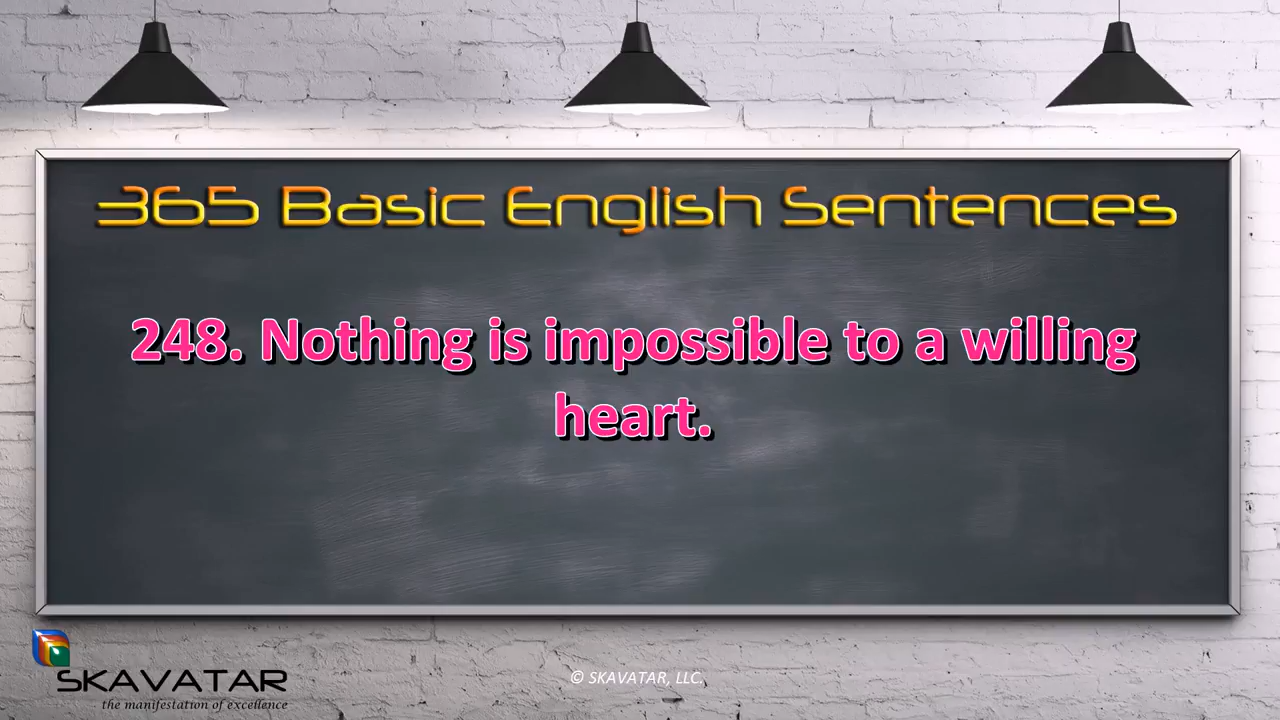 365 Basic English Sentences
248. Nothing is impossible to a willing
heart.
SKAVATAR
the manifestation of excellence
© SKAVATAR, LLC.